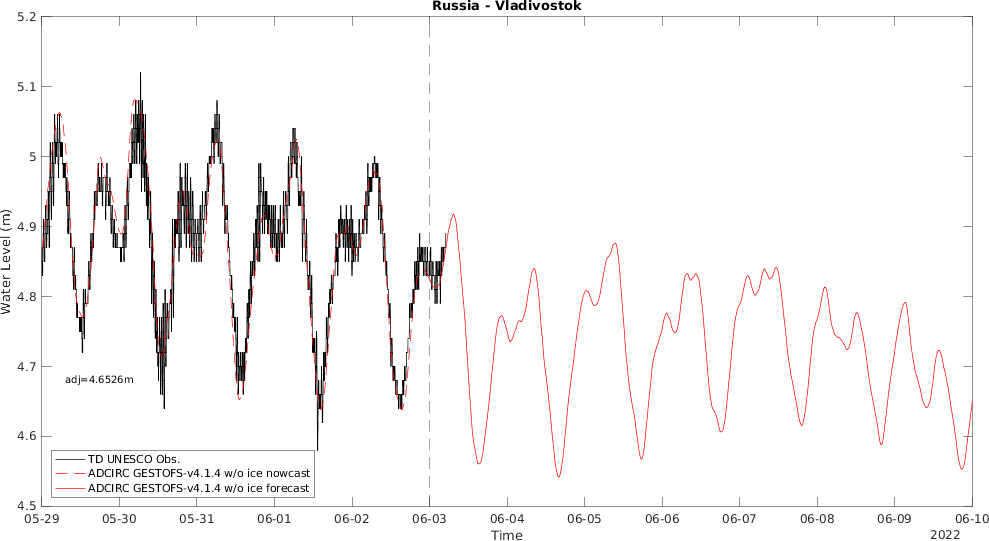 Russia - Vladivostok
5.2
5.1
5
4.9
4.8
4.7
4.6
4.5
Water Level (m)
adj=4.6526m
TD UNESCO Obs.
ADCIRC GESTOFS-v4.1.4 w/o ice nowcast
ADCIRC GESTOFS-v4.1.4 w/o ice forecast
05-29 05-30 05-31 06-01 06-02 06-03 06-04 06-05 06-06 06-07 06-08 06-09 06-10
Time
2022